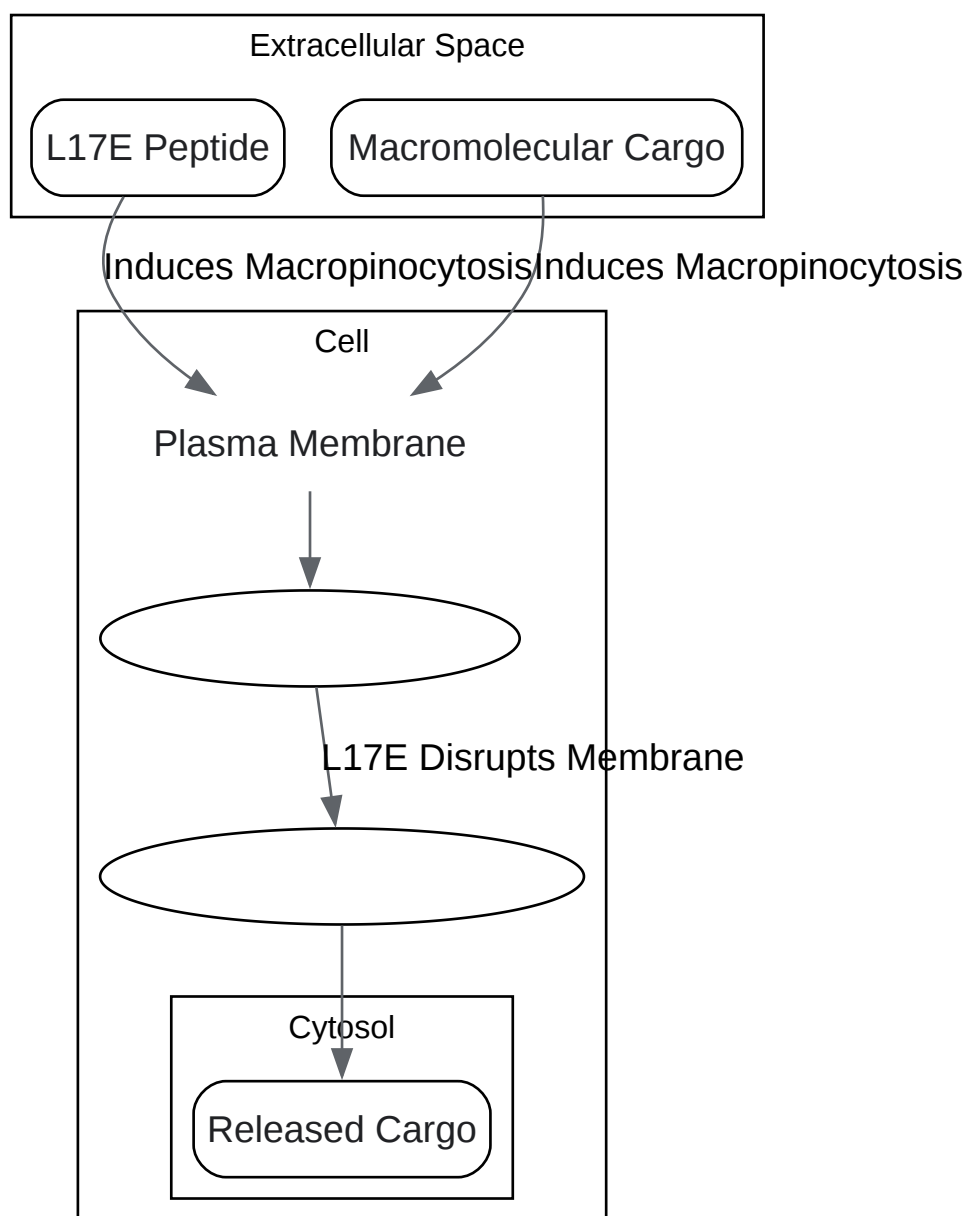 Extracellular Space
L17E Peptide
Macromolecular Cargo
Induces Macropinocytosis
Induces Macropinocytosis
Cell
Plasma Membrane
L17E Disrupts Membrane
Cytosol
Released Cargo